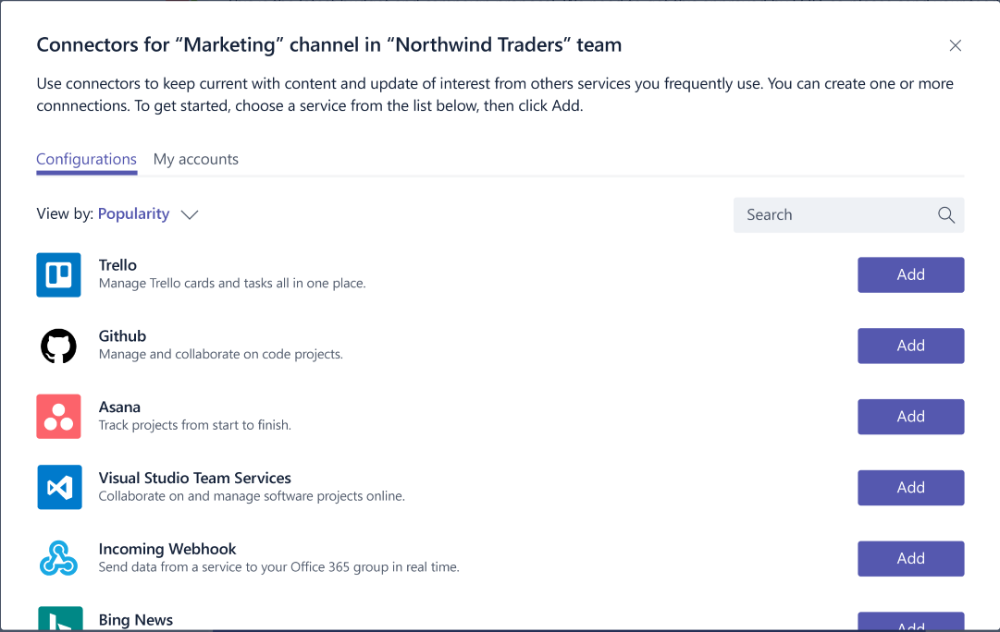 Connectors for “Marketing” channel in “Northwind Traders” team
Use connectors to keep current with content and update of interest from others services you frequently use. You can create one or more
connnections. To get started, choose a service from the list below, then click Add.
Configurations My accounts
View by: Popularity
Search
Trello
Manage Trello cards and tasks all in one place.
Add
Github
Manage and collaborate on code projects.
Add
Asana
Track projects from start to finish.
Add
Visual Studio Team Services
Collaborate on and manage software projects online.
Add
Incoming Webhook
Send data from a service to your Office 365 group in real time.
Add
Bing News
Add